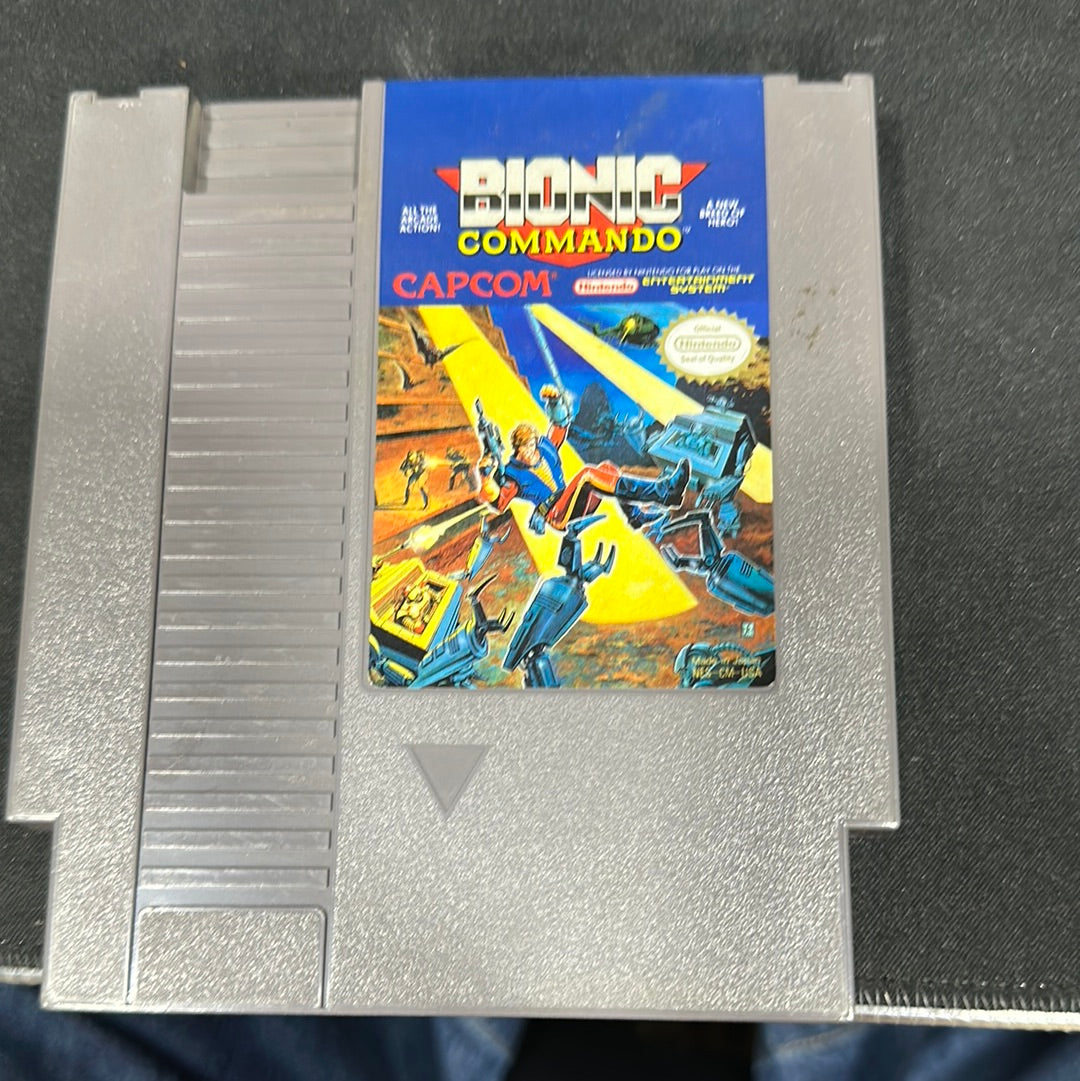 BIONIC
COMMANDO™
ALL THE
ARCADE
ACTION!
A NEW
BREED OF
HERO!
CAPCOM®
LICENSED BY NINTENDO FOR PLAY ON THE
Nintendo
ENTERTAINMENT
SYSTEM
Official
Nintendo
Seal of Quality
Made in Japan
NES-CM-USA